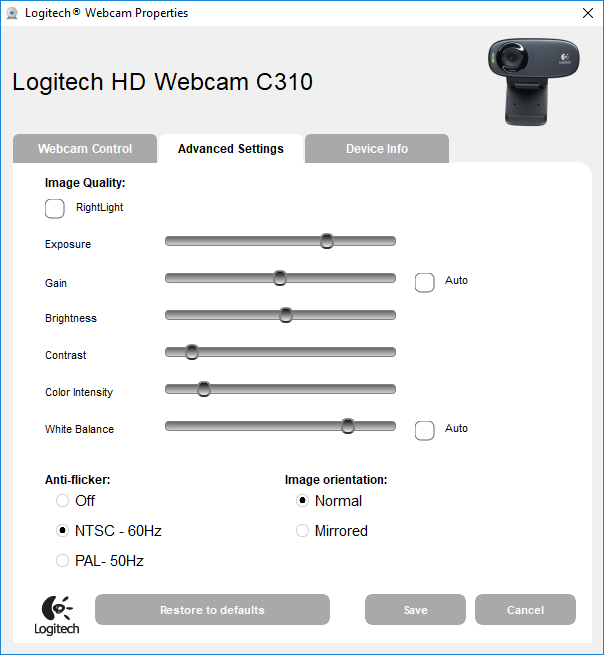 Logitech® Webcam Properties
Logitech HD Webcam C310
Logitech
Webcam Control
Advanced Settings
Device Info
Image Quality:
RightLight
Exposure
Gain
Auto
Brightness
Contrast
Color Intensity
White Balance
Auto
Anti-flicker:
Off
NTSC - 60Hz
PAL- 50Hz
Image orientation:
Normal
Mirrored
Logitech
Restore to defaults
Save
Cancel